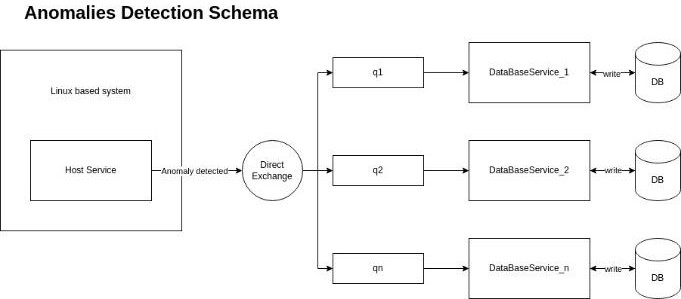 Anomalies Detection Schema
Linux based system
Host Service
Anomaly detected
Direct
Exchange
q1
DataBaseService_1
write
DB
q2
DataBaseService_2
write
DB
qn
DataBaseService_n
write
DB